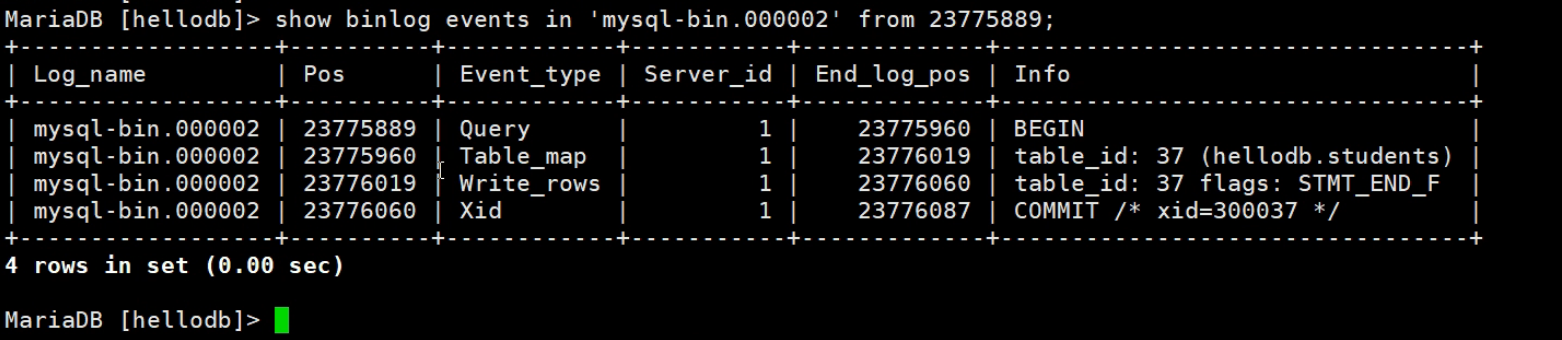 MariaDB [hellodb]> show binlog events in 'mysql-bin.000002' from 23775889;
+------------------+----------+------------+-----------+-------------+---------------------------------+
| Log_name         | Pos      | Event_type | Server_id | End_log_pos | Info                            |
+------------------+----------+------------+-----------+-------------+---------------------------------+
| mysql-bin.000002 | 23775889 | Query      |         1 |    23775960 | BEGIN                           |
| mysql-bin.000002 | 23775960 | Table_map  |         1 |    23776019 | table_id: 37 (hellodb.students) |
| mysql-bin.000002 | 23776019 | Write_rows |         1 |    23776060 | table_id: 37 flags: STMT_END_F  |
| mysql-bin.000002 | 23776060 | Xid        |         1 |    23776087 | COMMIT /* xid=300037 */         |
+------------------+----------+------------+-----------+-------------+---------------------------------+
4 rows in set (0.00 sec)
MariaDB [hellodb]>